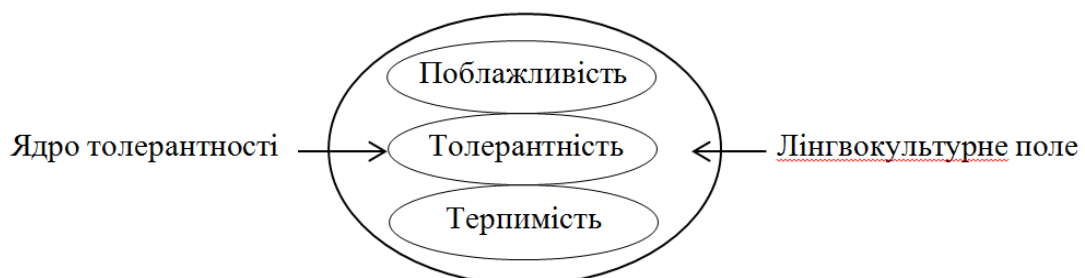 Поблажливість
Ядро толерантності
Толерантність
Лінгвокультурне поле
Терпимість